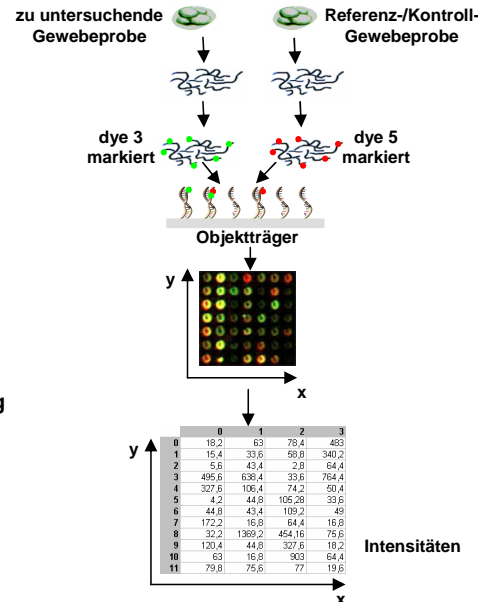 zu untersuchende
Gewebeprobe
Referenz-/Kontroll-
Gewebeprobe
dye 3
markiert
dye 5
markiert
Objektträger
y
x
g
y
0 1 2 3
0 18,2 63 78,4 483
1 15,4 33,6 58,8 340,2
2 5,6 43,4 2,8 64,4
3 495,6 638,4 33,6 764,4
4 327,6 106,4 74,2 50,4
5 4,2 44,8 105,28 33,6
6 44,8 43,4 109,2 49
7 172,2 16,8 64,4 16,8
8 32,2 1369,2 454,16 75,6
9 120,4 44,8 327,6 18,2
10 63 16,8 903 64,4
11 79,8 75,6 77 19,6
Intensitäten
x